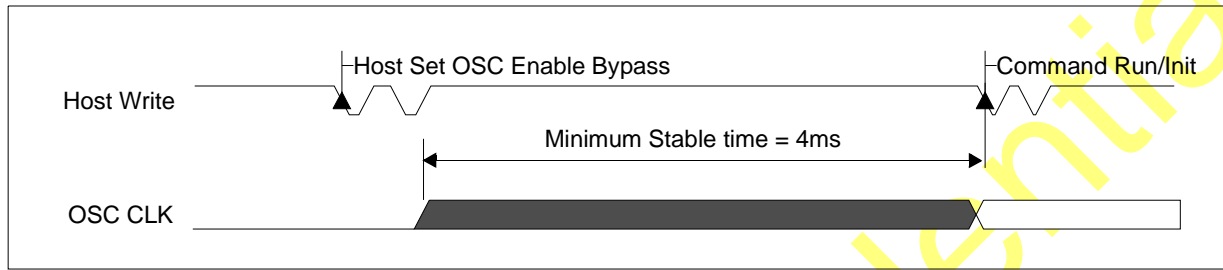 Host Set OSC Enable Bypass
Command Run/Init
Host Write
Minimum Stable time = 4ms
OSC CLK